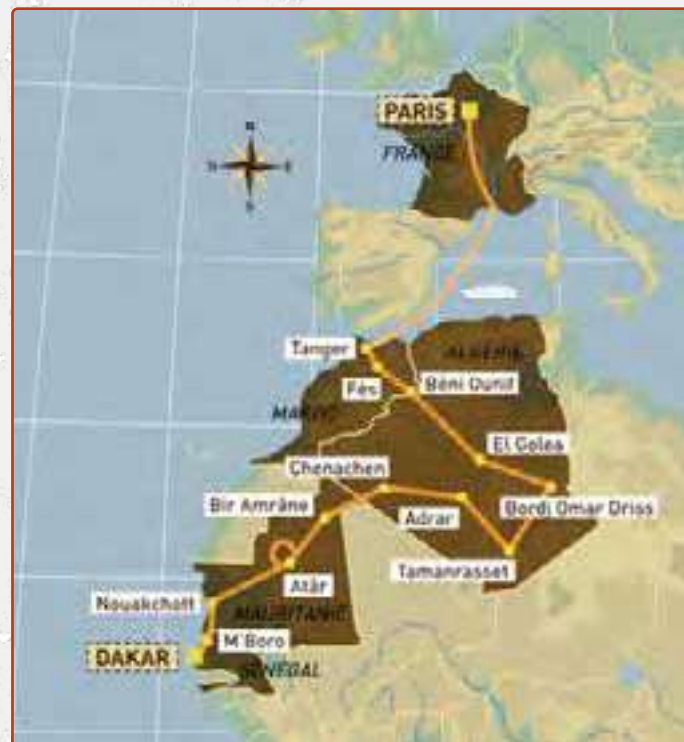 PARIS
FRANCE
N
S
Tanger
ALGERIE
Fès
Béni Ounif
MAROC
El Golea
Chenachen
Bir Amrâne
Adrar
Bordj Omar Driss
Tamanrasset
Atâr
Nouakchott
MAURITANIE
M'Boro
DAKAR
SÉNÉGAL